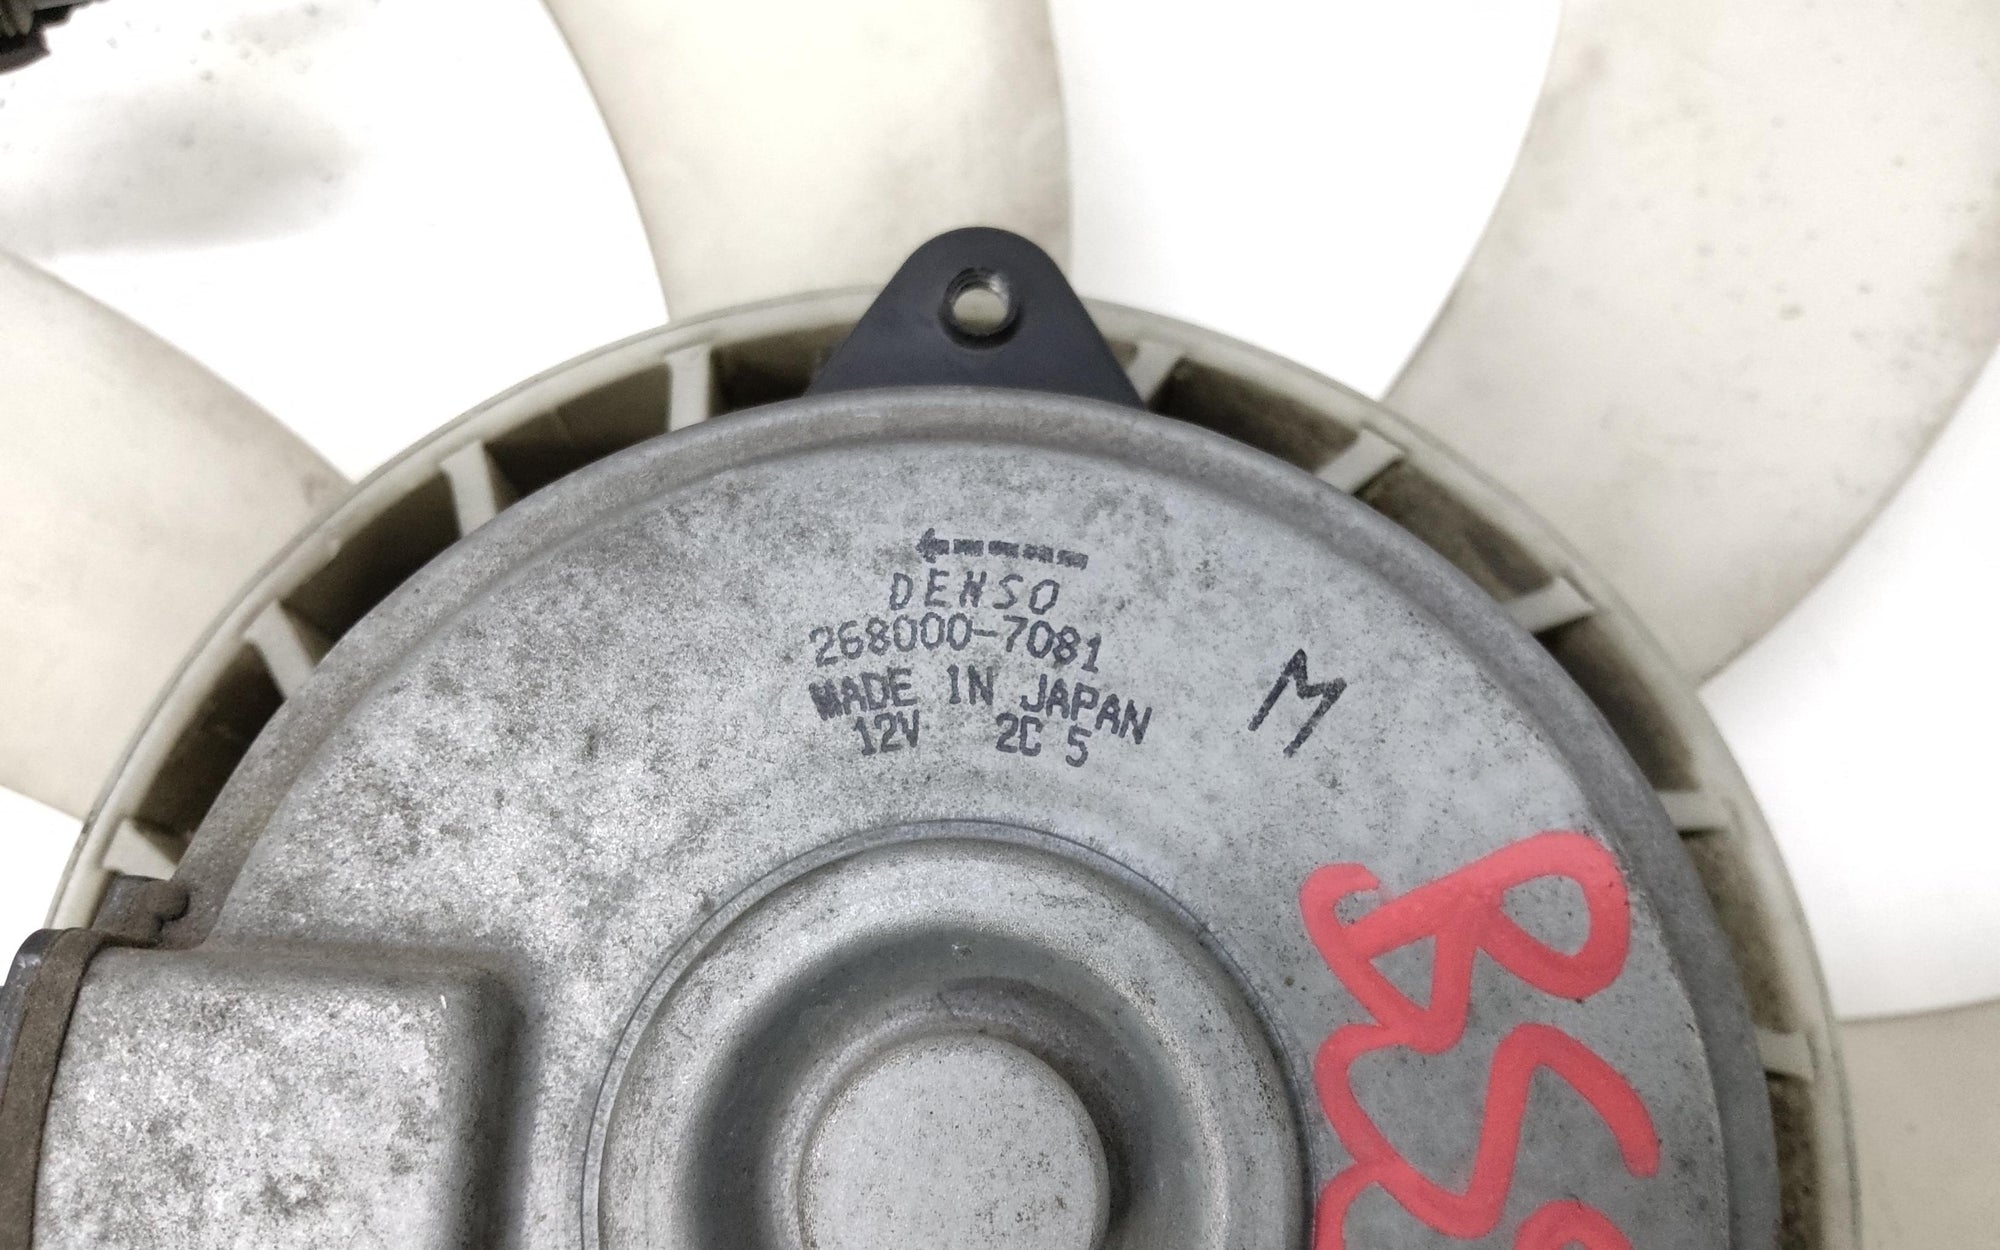 DENSO
268000-7081
MADE IN JAPAN
12V 2C 5
M